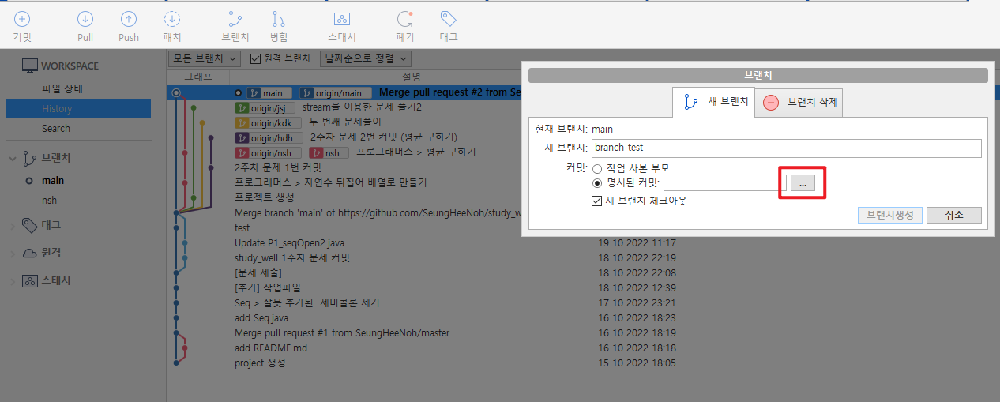 커밋 Pull Push 패치 브랜치 병합 스태시 폐기 태그
WORKSPACE
파일 상태
History
Search
브랜치
main
nsh
태그
원격
스태시
모든 브랜치 원격 브랜치 날짜순으로 정렬
그래프 설명
main origin/main Merge pull request #2 from Se
origin/jsj stream을 이용한 문제 풀기2
origin/kdk 두 번째 문제풀이
origin/hdh 2주차 문제 2번 커밋 (평균 구하기)
origin/nsh nsh 프로그래머스 > 평균 구하기
2주차 문제 1번 커밋
프로그래머스 > 자연수 뒤집어 배열로 만들기
프로젝트 생성
Merge branch 'main' of https://github.com/SeungHeeNoh/study_w
test
Update P1_seqOpen2.java 19 10 2022 11:17
study_well 1주차 문제 커밋 18 10 2022 22:19
[문제 제출] 18 10 2022 22:08
[추가] 작업파일 18 10 2022 12:39
Seq > 잘못 추가된 세미콜론 제거 17 10 2022 23:21
add Seq.java 16 10 2022 18:23
Merge pull request #1 from SeungHeeNoh/master 16 10 2022 18:19
add README.md 16 10 2022 18:18
project 생성 15 10 2022 18:05
브랜치
새 브랜치 브랜치 삭제
현재 브랜치: main
새 브랜치: branch-test
커밋: 작업 사본 부모
명시된 커밋: ...
새 브랜치 체크아웃
브랜치생성 취소